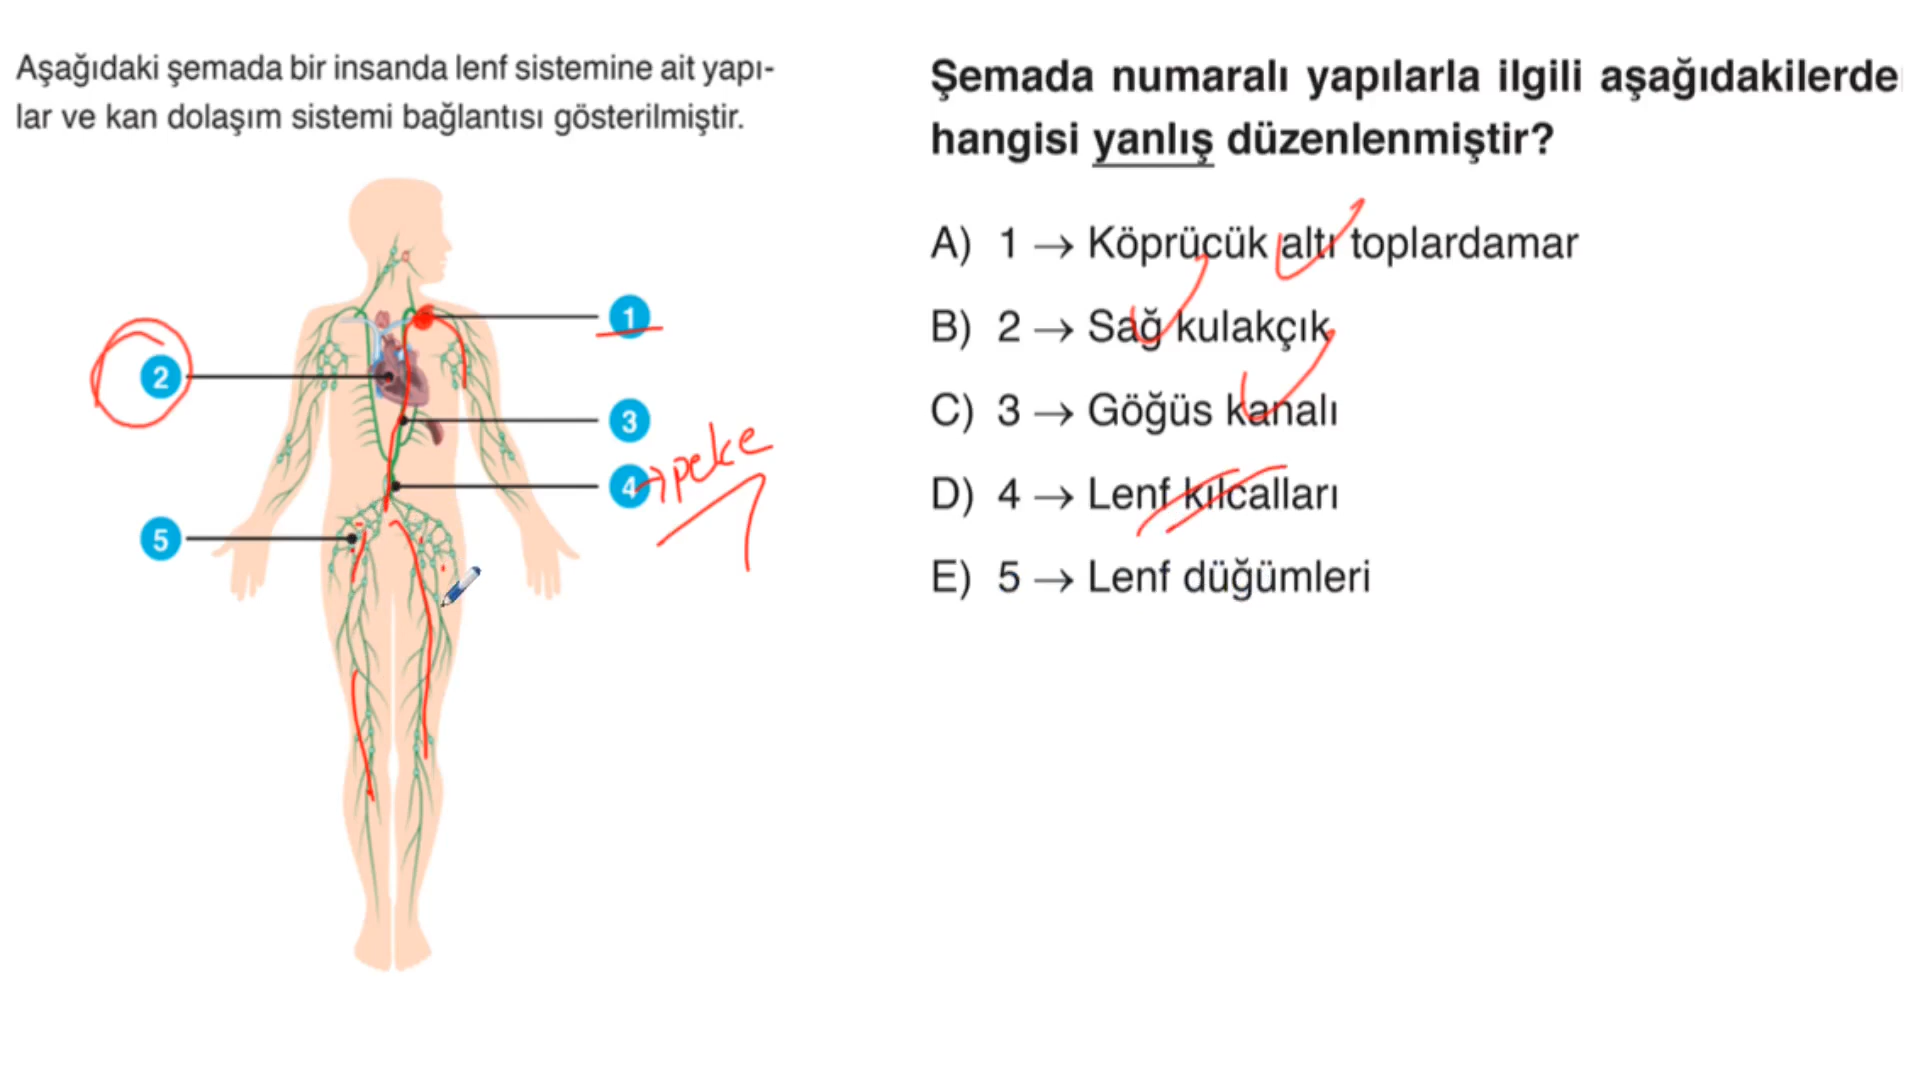 Aşağıdaki şemada bir insanda lenf sistemine ait yapı-
lar ve kan dolaşım sistemi bağlantısı gösterilmiştir.
1
2
3
4 → peke
5
Şemada numaralı yapılarla ilgili aşağıdakilerde
hangisi yanlış düzenlenmiştir?
A) 1 → Köprücük altı toplardamar
B) 2 → Sağ kulakçık
C) 3 → Göğüs kanalı
D) 4 → Lenf kılcalları
E) 5 → Lenf düğümleri